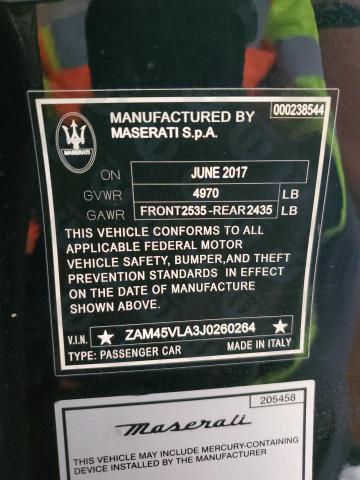 MANUFACTURED BY 000238544
MASERATI S.p.A.
MASERATI
ON JUNE 2017
GVWR 4970 LB
GAWR FRONT2535-REAR2435 LB
THIS VEHICLE CONFORMS TO ALL
APPLICABLE FEDERAL MOTOR
VEHICLE SAFETY, BUMPER,AND THEFT
PREVENTION STANDARDS IN EFFECT
ON THE DATE OF MANUFACTURE
SHOWN ABOVE.
V.I.N. ★ ZAM45VLA3J0260264 ★
TYPE: PASSENGER CAR MADE IN ITALY
205458
Maserati
THIS VEHICLE MAY INCLUDE MERCURY-CONTAINING
DEVICE INSTALLED BY THE MANUFACTURER